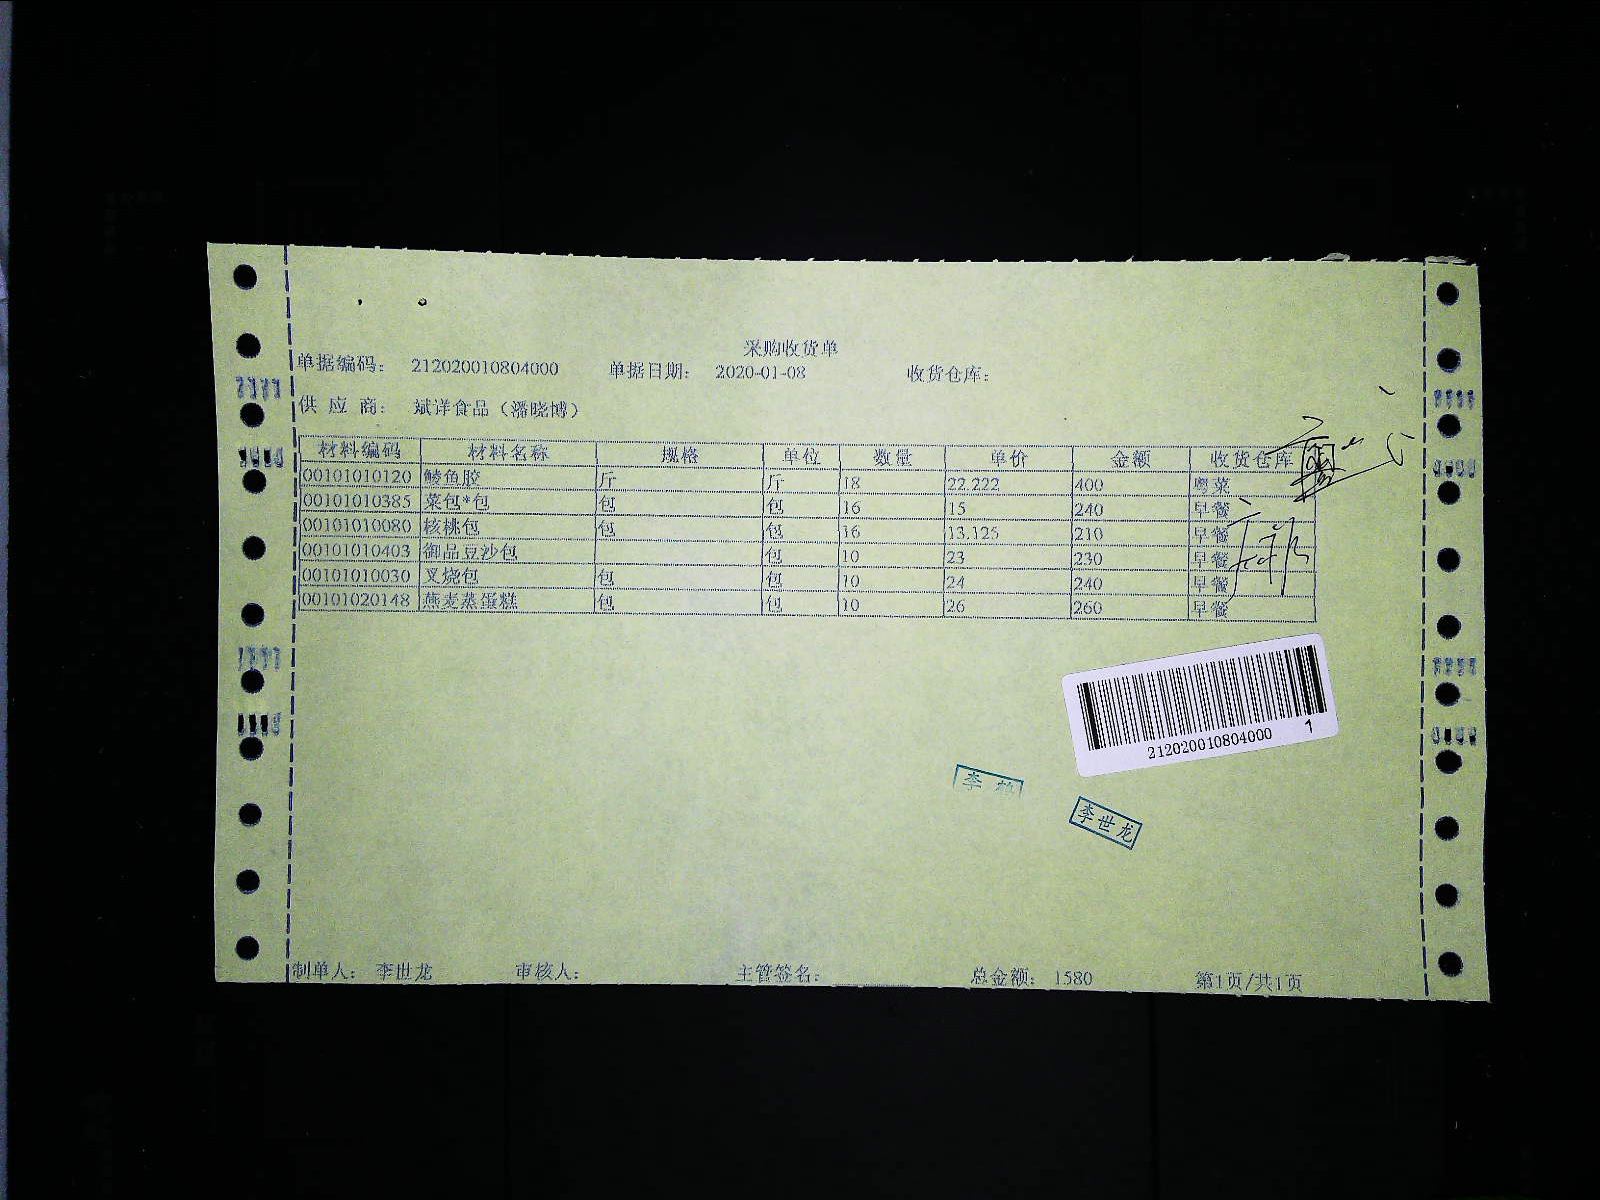 采购收货单
单据编码： 212020010804000 单据日期： 2020-01-08 收货仓库：
供 应 商： 斌洋食品（潘晓博）
材料编码 材料名称 规格 单位 数量 单价 金额 收货仓库
00101010120 鲮鱼胶 斤 斤 18 22.222 400 粤菜
00101010385 菜包*包 包 包 16 15 240 早餐
00101010080 核桃包 包 包 16 13.125 210 早餐
00101010403 御品豆沙包 包 10 23 230 早餐
00101010030 叉烧包 包 包 10 24 240 早餐
00101020148 燕麦蒸蛋糕 包 包 10 26 260 早餐
212020010804000 1
李
李世龙
制单人： 李世龙 审核人： 主管签名： 总金额： 1580 第1页/共1页